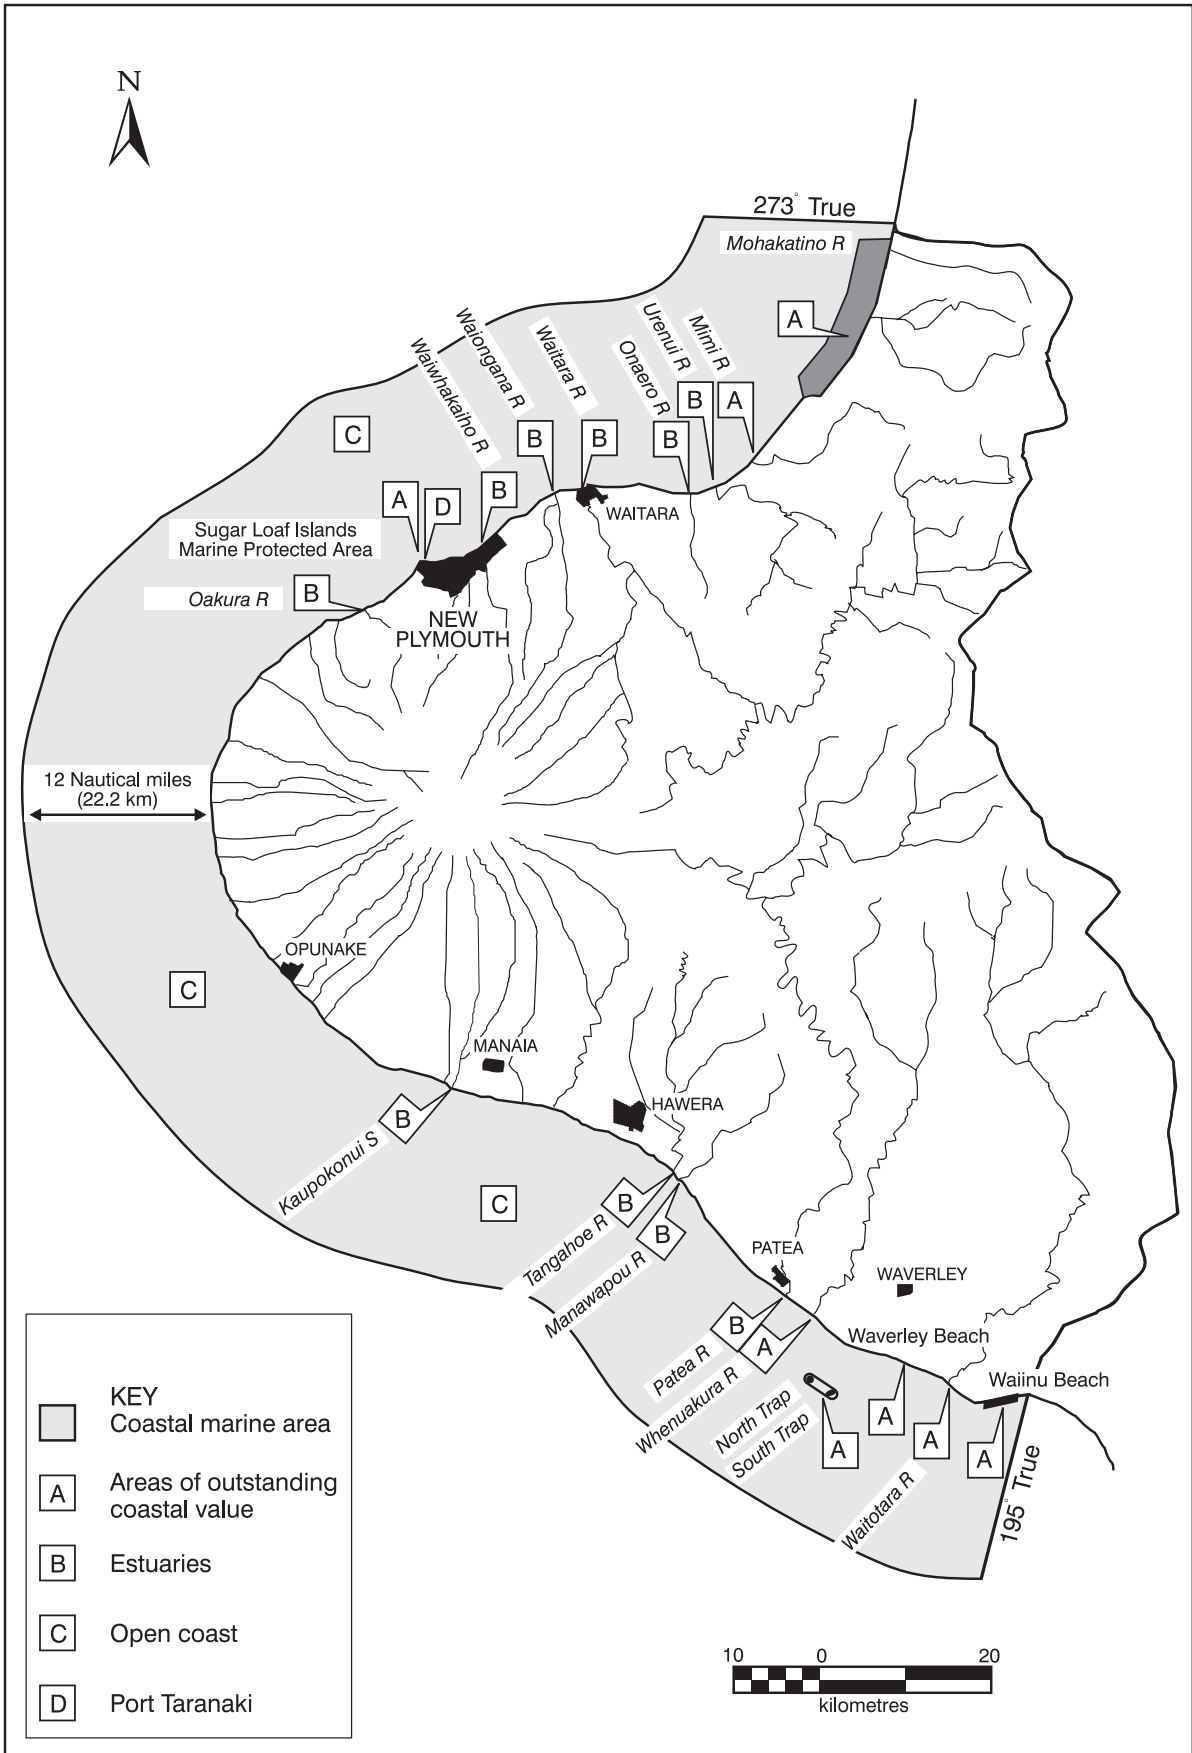 N
273° True
Mohakatino R
A
Mimi R
Urenui R
Onaero R
Waitara R
Waiongana R
Waiwhakaiho R
C
B
A
B
B
B
B
A
D
WAITARA
Sugar Loaf Islands
Marine Protected Area
Oakura R
B
NEW
PLYMOUTH
12 Nautical miles
(22.2 km)
OPUNAKE
C
MANAIA
HAWERA
B
Kaupokonui S
C
B
Tangahoe R
B
Manawapou R
PATEA
WAVERLEY
B
A
Patea R
Whenuakura R
Waverley Beach
Waiinu Beach
North Trap
South Trap
A
A
A
A
Waitotara R
195° True
KEY
Coastal marine area
A
Areas of outstanding
coastal value
B
Estuaries
C
Open coast
D
Port Taranaki
10 0 20
kilometres